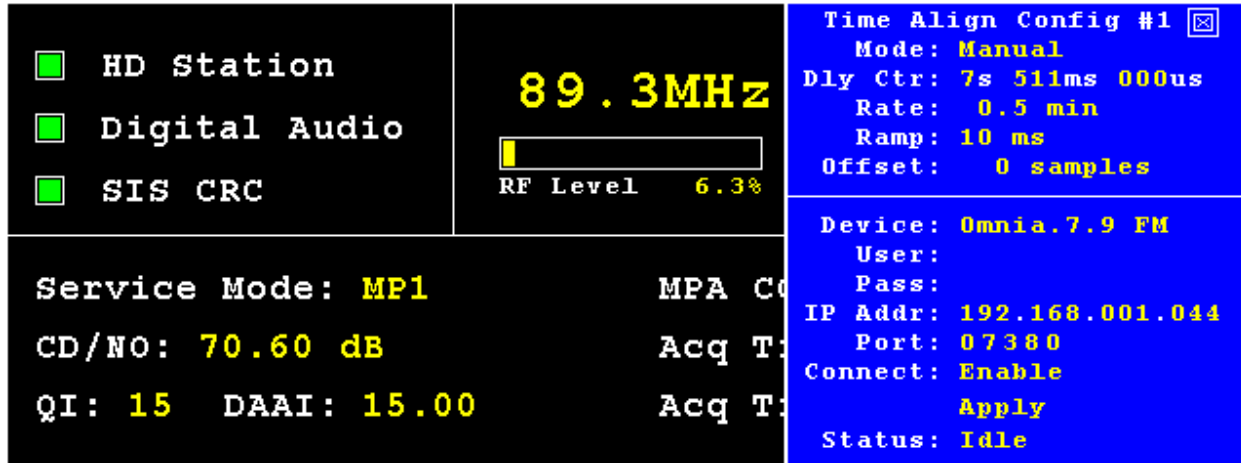 HD Station
Digital Audio
SIS CRC
89.3MHz
RF Level 6.3%
Service Mode: MP1
MPA
CD/NO: 70.60 dB
Acq
QI: 15 DAAI: 15.00
Acq
Time Align Config #1
Mode: Manual
Dly Ctr: 7s 511ms 000us
Rate: 0.5 min
Ramp: 10 ms
Offset: 0 samples
Device: Omnia.7.9 FM
User:
Pass:
IP Addr: 192.168.001.044
Port: 07380
Connect: Enable
Apply
Status: Idle